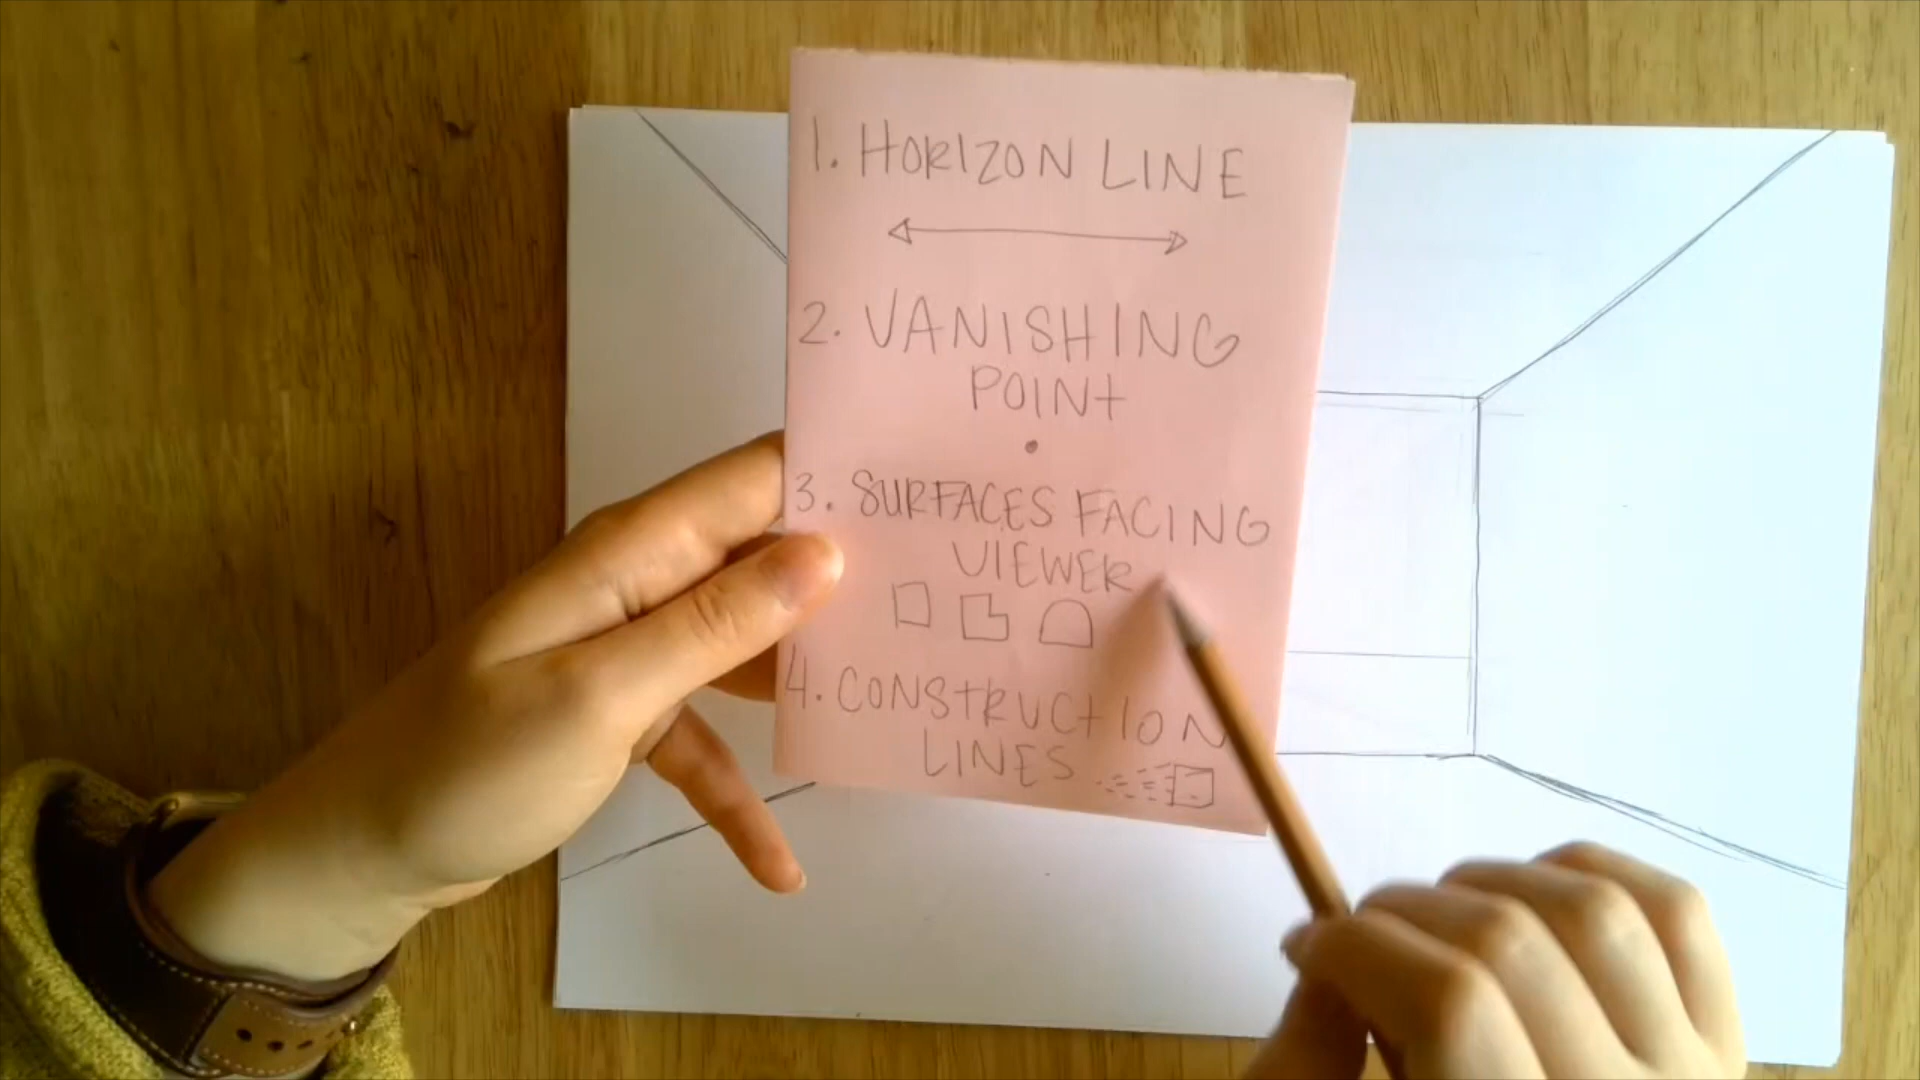 1. HORIZON LINE
2. VANISHING
POINT
3. SURFACES FACING
VIEWER
4. CONSTRUCTION
LINES